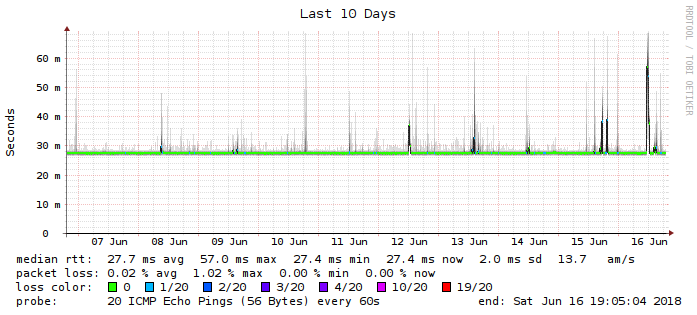 Last 10 Days
RRDTOOL / TOBI OETIKER
Seconds
60 m
50 m
40 m
30 m
20 m
10 m
0
07 Jun 08 Jun 09 Jun 10 Jun 11 Jun 12 Jun 13 Jun 14 Jun 15 Jun 16 Jun
median rtt: 27.7 ms avg 57.0 ms max 27.4 ms min 27.4 ms now 2.0 ms sd 13.7 am/s
packet loss: 0.02 % avg 1.02 % max 0.00 % min 0.00 % now
loss color: 0 1/20 2/20 3/20 4/20 10/20 19/20
probe: 20 ICMP Echo Pings (56 Bytes) every 60s end: Sat Jun 16 19:05:04 2018